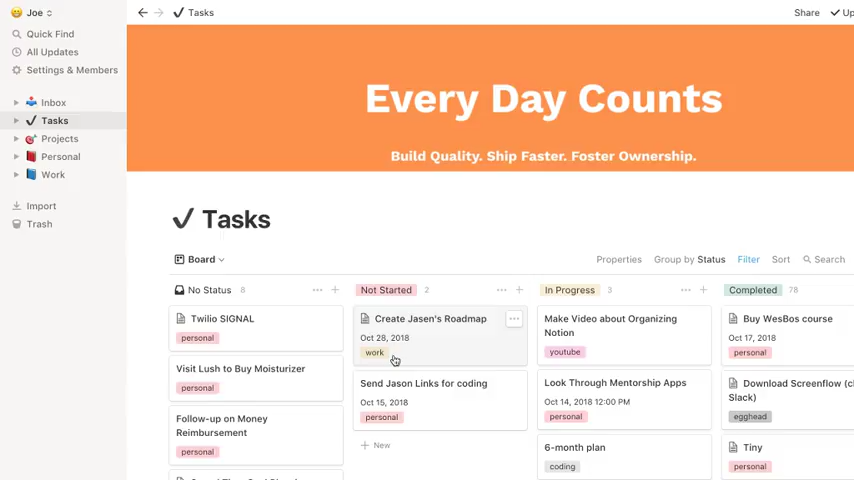 Joe
Tasks
Share
Up
Quick Find
All Updates
Settings & Members
Inbox
Tasks
Projects
Personal
Work
Import
Trash
Every Day Counts
Build Quality. Ship Faster. Foster Ownership.
Tasks
Board
Properties
Group by Status
Filter
Sort
Search
No Status 8
Twilio SIGNAL
personal
Visit Lush to Buy Moisturizer
personal
Follow-up on Money
Reimbursement
personal
Not Started 2
Create Jasen's Roadmap
Oct 28, 2018
work
Send Jason Links for coding
Oct 15, 2018
personal
New
In Progress 3
Make Video about Organizing
Notion
youtube
Look Through Mentorship Apps
Oct 14, 2018 12:00 PM
personal
6-month plan
coding
Completed 78
Buy WesBos course
Oct 17, 2018
personal
Download Screenflow (c
Slack)
egghead
Tiny
personal